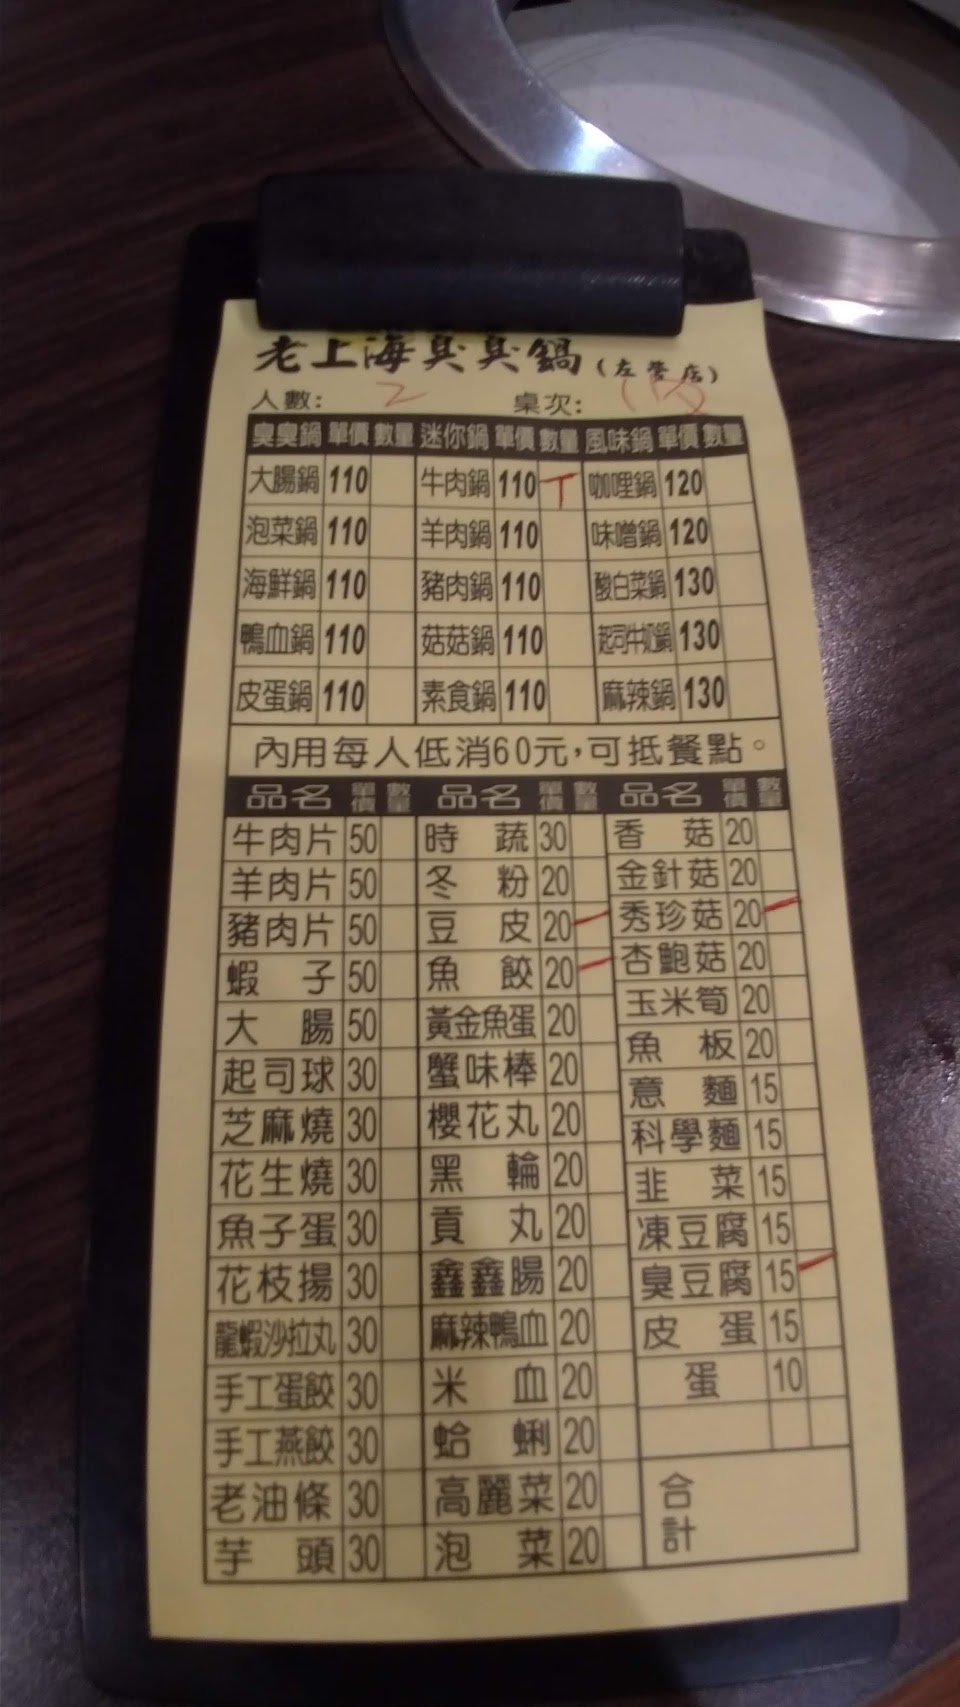 老上海臭臭鍋(左營店)
人數: 2 桌次:
臭臭鍋 單價 數量 迷你鍋 單價 數量 風味鍋 單價 數量
大腸鍋 110 牛肉鍋 110 咖哩鍋 120
泡菜鍋 110 羊肉鍋 110 味噌鍋 120
海鮮鍋 110 豬肉鍋 110 酸白菜鍋 130
鴨血鍋 110 菇菇鍋 110 起司牛奶鍋 130
皮蛋鍋 110 素食鍋 110 麻辣鍋 130
內用每人低消60元,可抵餐點。
品名 單價 數量 品名 單價 數量 品名 單價 數量
牛肉片 50 時蔬 30 香菇 20
羊肉片 50 冬粉 20 金針菇 20
豬肉片 50 豆皮 20 秀珍菇 20
蝦子 50 魚餃 20 杏鮑菇 20
大腸 50 黃金魚蛋 20 玉米筍 20
起司球 30 蟹味棒 20 魚板 20
芝麻燒 30 櫻花丸 20 意麵 15
花生燒 30 黑輪 20 科學麵 15
魚子蛋 30 貢丸 20 韭菜 15
花枝揚 30 鑫鑫腸 20 凍豆腐 15
龍蝦沙拉丸 30 麻辣鴨血 20 臭豆腐 15
手工蛋餃 30 米血 20 皮蛋 15
手工燕餃 30 蛤蜊 20 蛋 10
老油條 30 高麗菜 20 合計
芋頭 30 泡菜 20